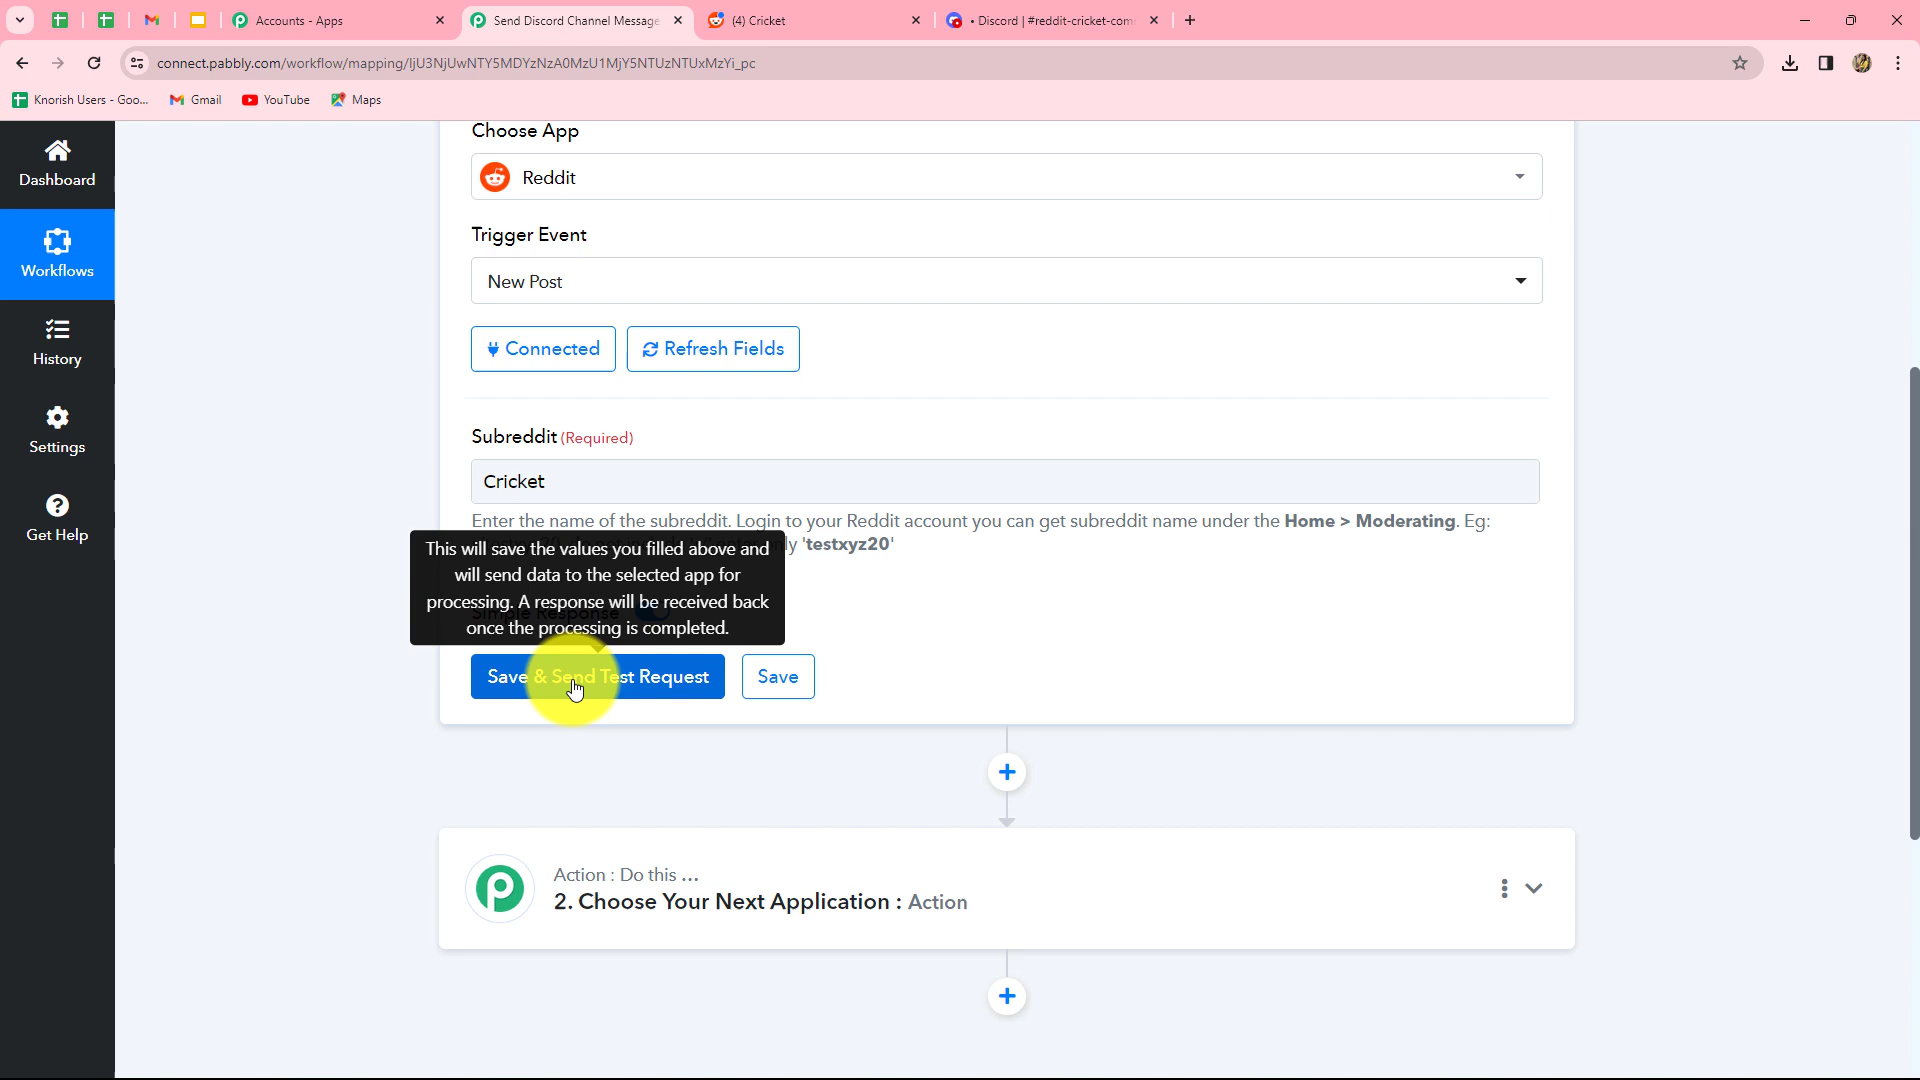 Accounts - Apps
Send Discord Channel Message
(4) Cricket
• Discord | #reddit-cricket-com
connect.pabbly.com/workflow/mapping/IjU3NjUwNTY5MDYzNzA0MzU1MjY5NTUzNTUxMzYi_pc
Knorish Users - Goo...
Gmail
YouTube
Maps
Dashboard
Workflows
History
Settings
Get Help
Choose App
Reddit
Trigger Event
New Post
Connected
Refresh Fields
Subreddit (Required)
Cricket
Enter the name of the subreddit. Login to your Reddit account you can get subreddit name under the Home > Moderating. Eg:
only 'testxyz20'
This will save the values you filled above and
will send data to the selected app for
processing. A response will be received back
once the processing is completed.
Simple Response
Save & Send Test Request
Save
Action : Do this ...
2. Choose Your Next Application : Action